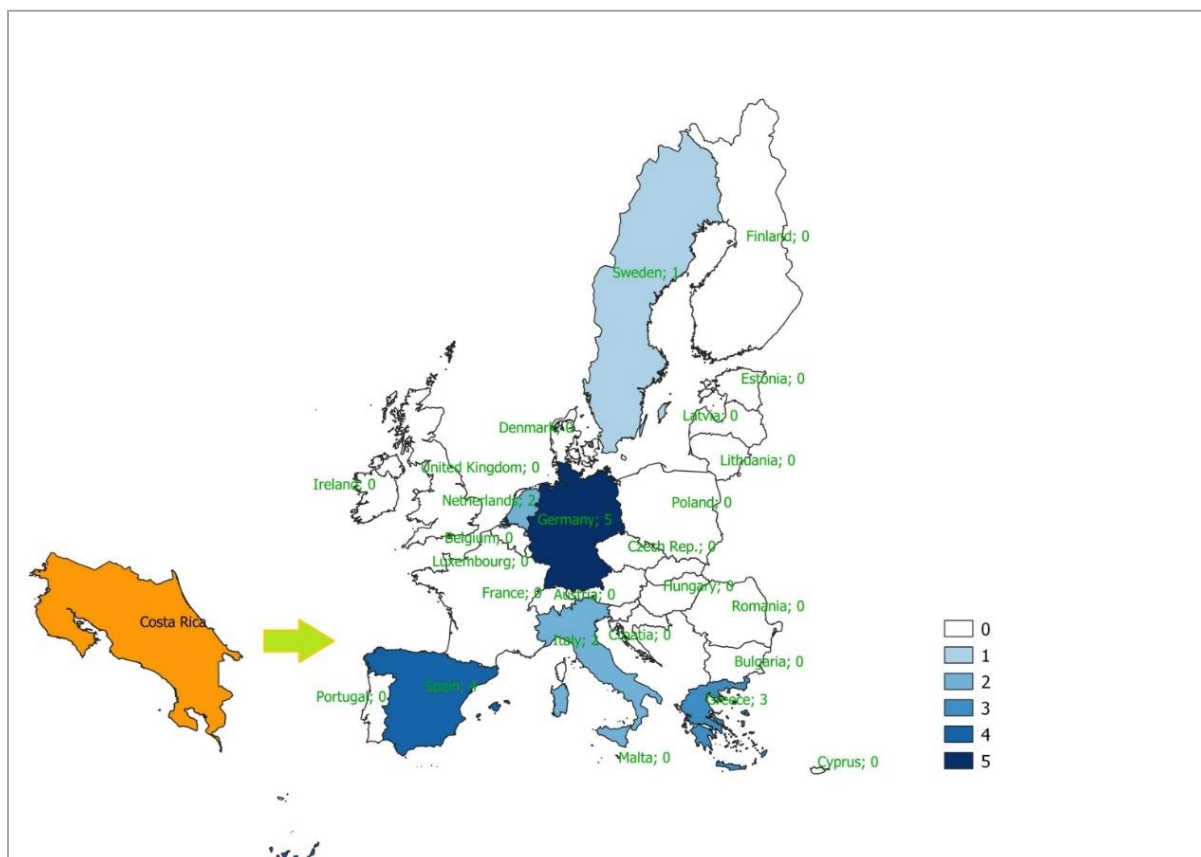 Finland; 0
Sweden; 1
Estonia; 0
Latvia; 0
Denmark; 0
Lithuania; 0
United Kingdom; 0
Ireland; 0
Netherlands; 2
Poland; 0
Germany; 5
Belgium; 0
Czech Rep.; 0
Luxembourg; 0
Hungary; 0
France; 0
Austria; 0
Romania; 0
Costa Rica
Croatia; 0
Italy; 2
Bulgaria; 0
Spain; 4
Portugal; 0
Greece; 3
Malta; 0
Cyprus; 0
0
1
2
3
4
5